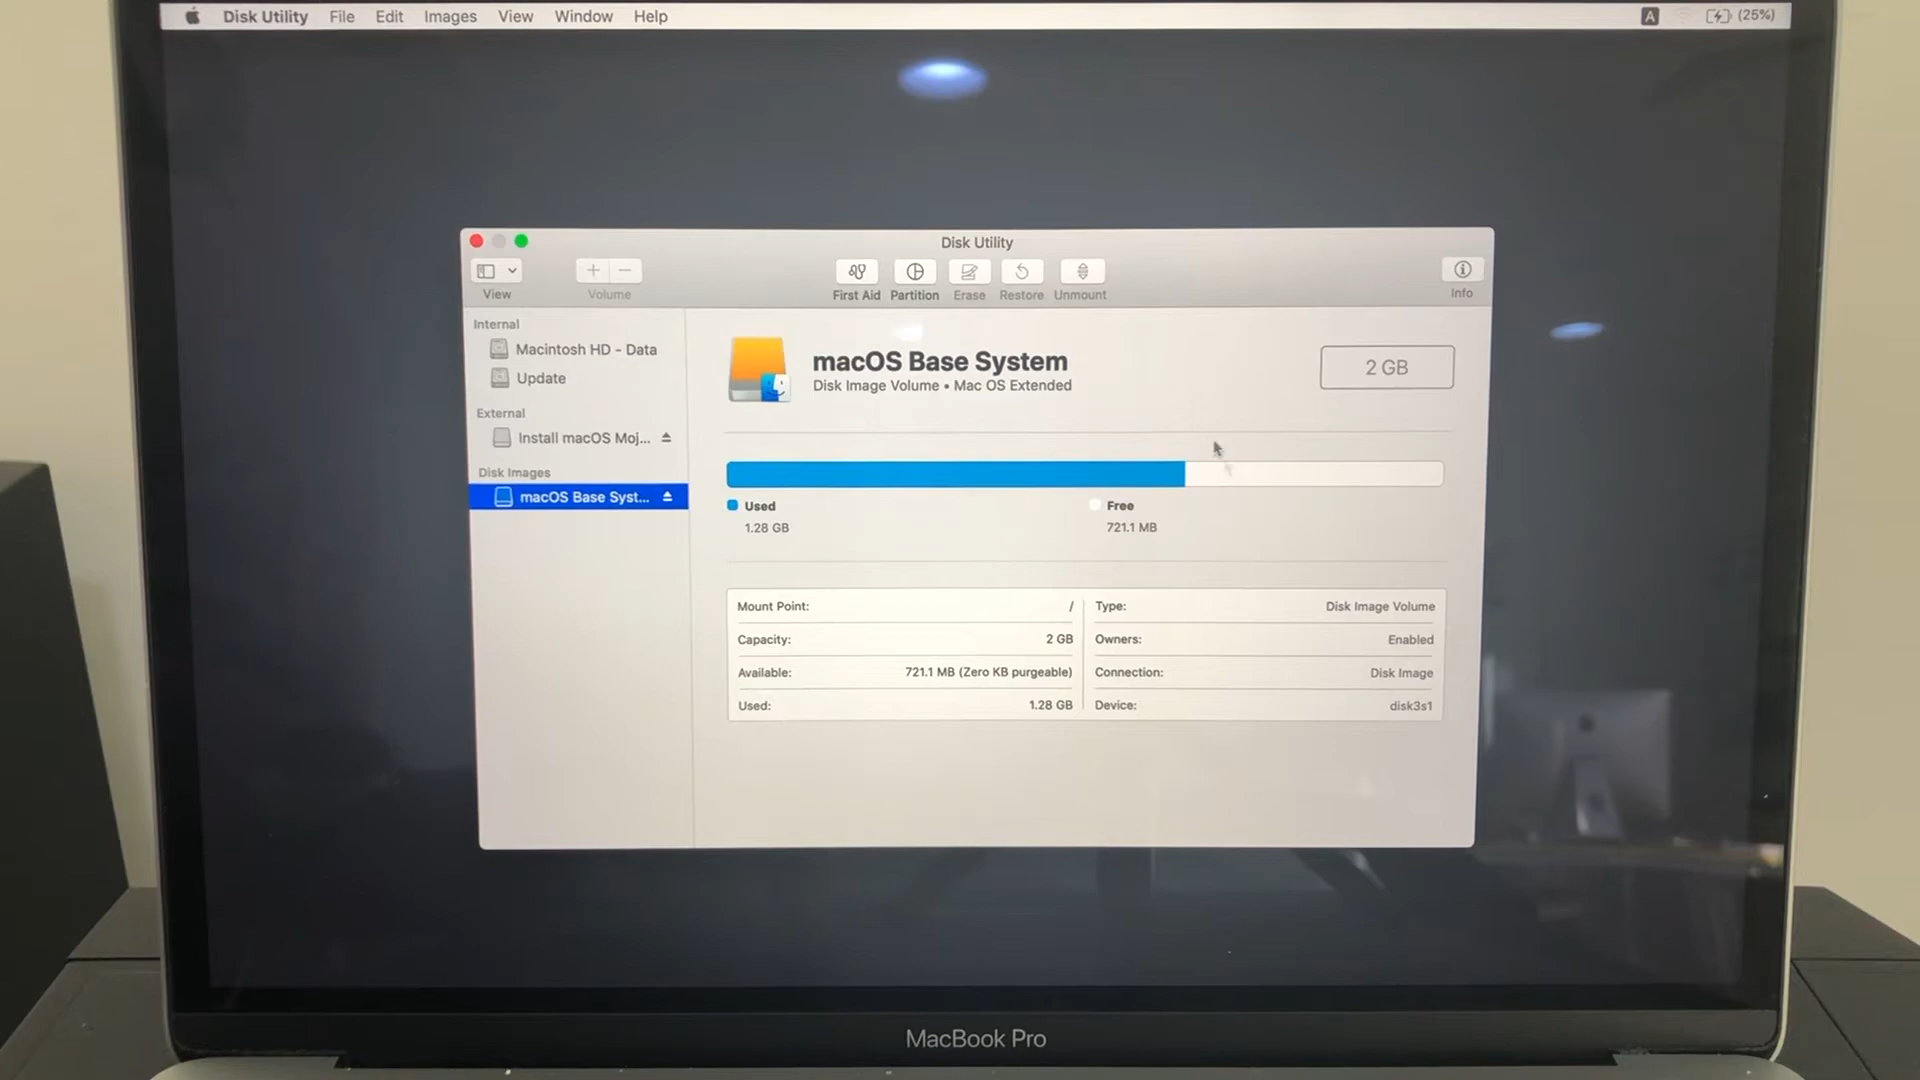 Disk Utility File Edit Images View Window Help A (25%)
Disk Utility
View Volume First Aid Partition Erase Restore Unmount Info
Internal
Macintosh HD - Data
Update
External
Install macOS Moj...
Disk Images
macOS Base Syst...
macOS Base System
Disk Image Volume • Mac OS Extended
2 GB
Used
1.28 GB
Free
721.1 MB
Mount Point: /
Capacity: 2 GB
Available: 721.1 MB (Zero KB purgeable)
Used: 1.28 GB
Type: Disk Image Volume
Owners: Enabled
Connection: Disk Image
Device: disk3s1
MacBook Pro